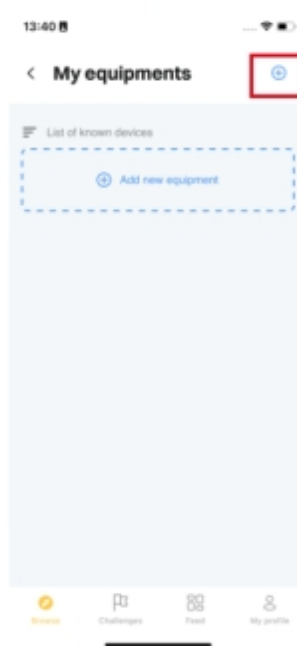 13:40
My equipments
List of known devices
Add new equipment
Browse
Challenges
Feed
My profile